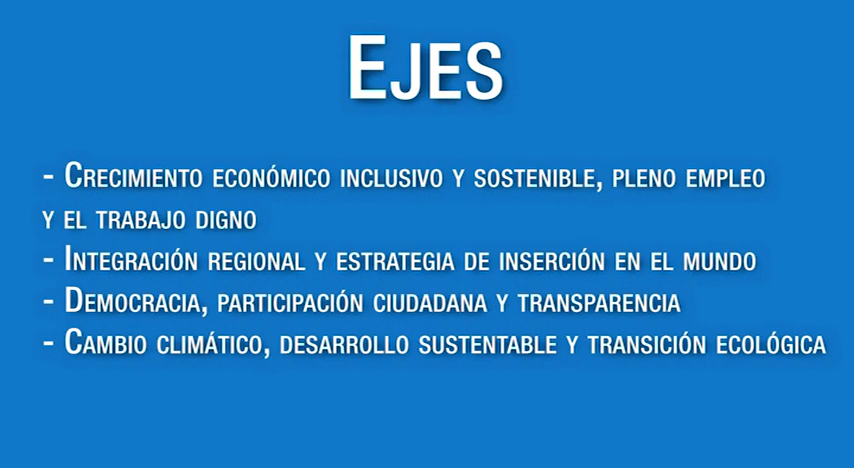 Ejes
- Crecimiento económico inclusivo y sostenible, pleno empleo
y el trabajo digno
- Integración regional y estrategia de inserción en el mundo
- Democracia, participación ciudadana y transparencia
- Cambio climático, desarrollo sustentable y transición ecológica